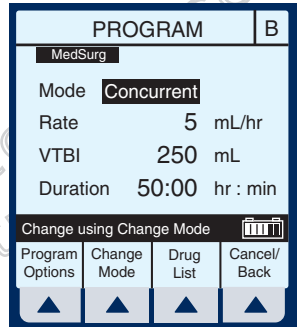 PROGRAM B
MedSurg
Mode Concurrent
Rate 5 mL/hr
VTBI 250 mL
Duration 50:00 hr : min
Change using Change Mode
Program Options Change Mode Drug List Cancel/ Back